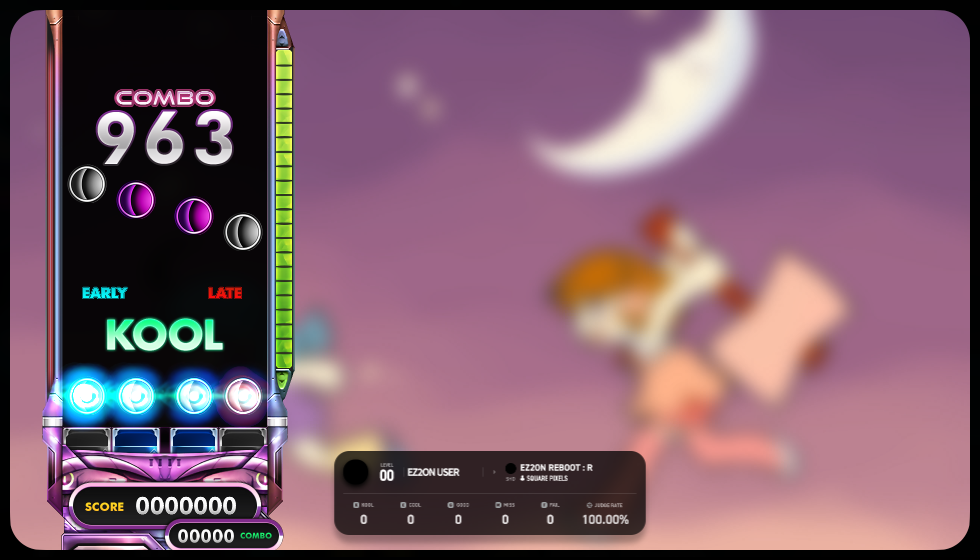 COMBO
963
EARLY LATE
KOOL
SCORE 0000000
00000 COMBO
LEVEL
00 EZ2ON USER
EZ2ON REBOOT : R
SQUARE PIXELS
KOOL COOL GOOD MISS FAIL JUDGE RATE
0 0 0 0 0 100.00%